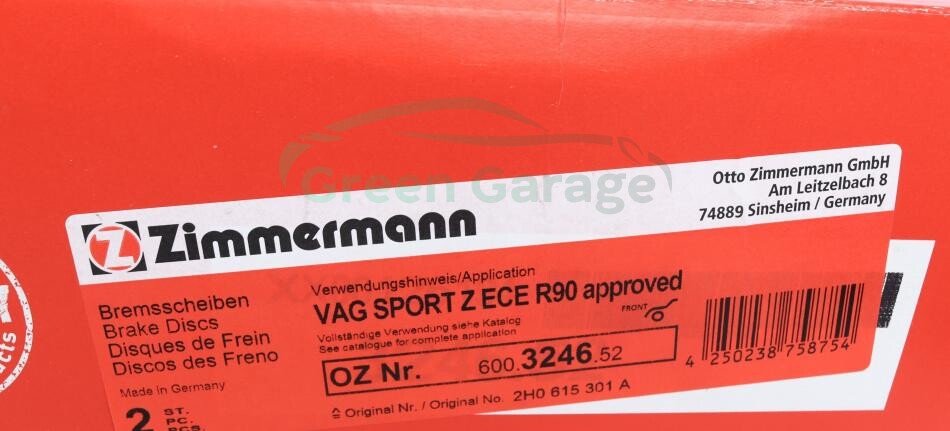 Green Garage
Zimmermann
Otto Zimmermann GmbH
Am Leitzelbach 8
74889 Sinsheim / Germany
Bremsscheiben
Brake Discs
Disques de Frein
Discos des Freno
Made in Germany
2 ST.
PC.
PCS.
Verwendungshinweis/Application
VAG SPORT Z ECE R90 approved
Vollständige Verwendung siehe Katalog
See catalogue for complete application
FRONT
OZ Nr. 600.3246.52
≙ Original Nr. / Original No. 2H0 615 301 A
4 250238 758754
cts